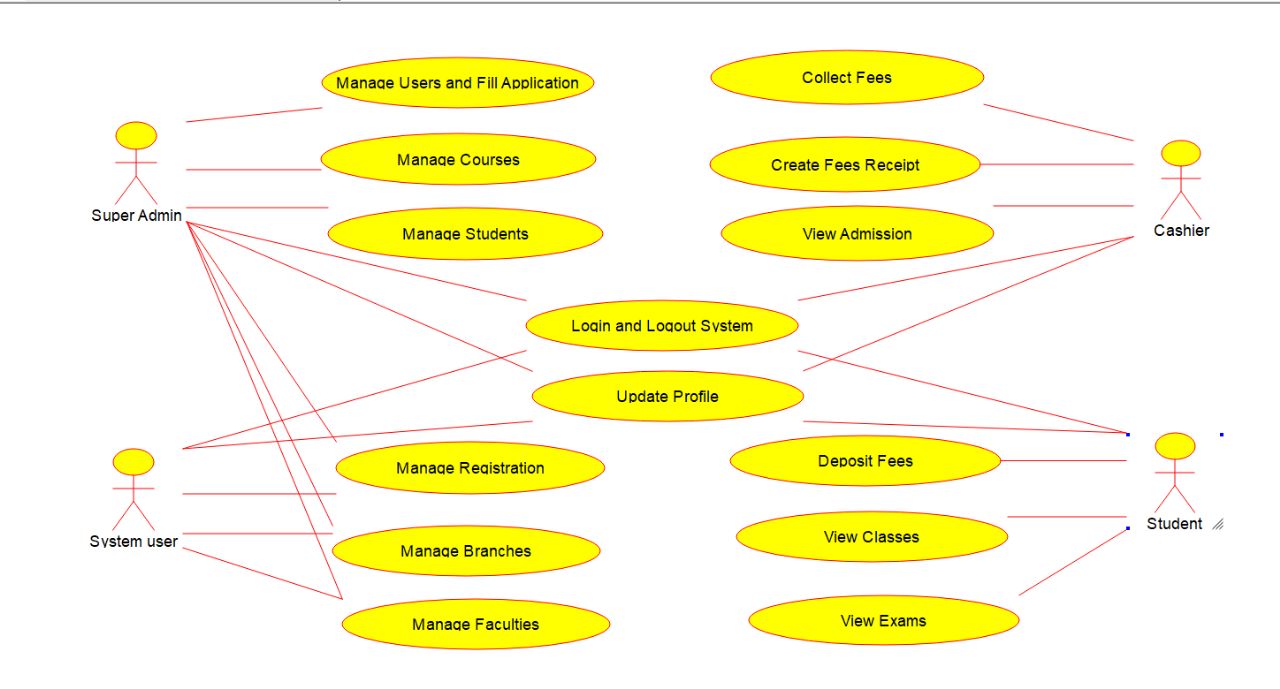 Manage Users and Fill Application
Collect Fees
Manage Courses
Create Fees Receipt
Super Admin
Manage Students
View Admission
Cashier
Login and Logout System
Update Profile
Manage Registration
Deposit Fees
System user
Student
Manage Branches
View Classes
Manage Faculties
View Exams